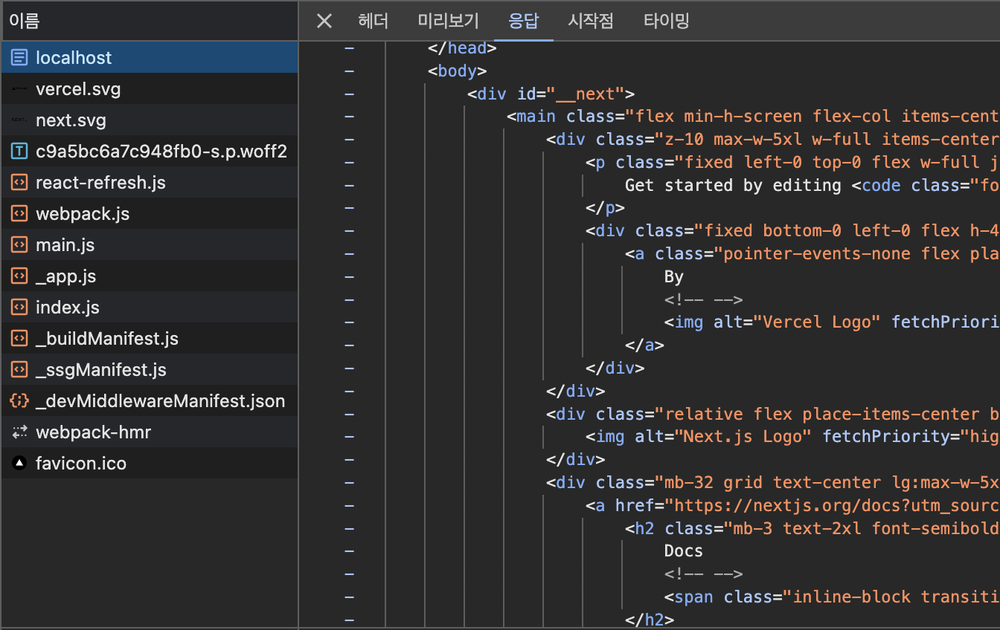 이름
헤더 미리보기 응답 시작점 타이밍
localhost
vercel.svg
next.svg
c9a5bc6a7c948fb0-s.p.woff2
react-refresh.js
webpack.js
main.js
_app.js
index.js
_buildManifest.js
_ssgManifest.js
_devMiddlewareManifest.json
webpack-hmr
favicon.ico
</head>
<body>
<div id="__next">
<main class="flex min-h-screen flex-col items-cent
<div class="z-10 max-w-5xl w-full items-center
<p class="fixed left-0 top-0 flex w-full j
Get started by editing <code class="fo
</p>
<div class="fixed bottom-0 left-0 flex h-4
<a class="pointer-events-none flex pla
By
<!-- -->
<img alt="Vercel Logo" fetchPriori
</a>
</div>
</div>
<div class="relative flex place-items-center b
<img alt="Next.js Logo" fetchPriority="hig
</div>
<div class="mb-32 grid text-center lg:max-w-5x
<a href="https://nextjs.org/docs?utm_sourc
<h2 class="mb-3 text-2xl font-semibold
Docs
<!-- -->
<span class="inline-block transiti
</h2>